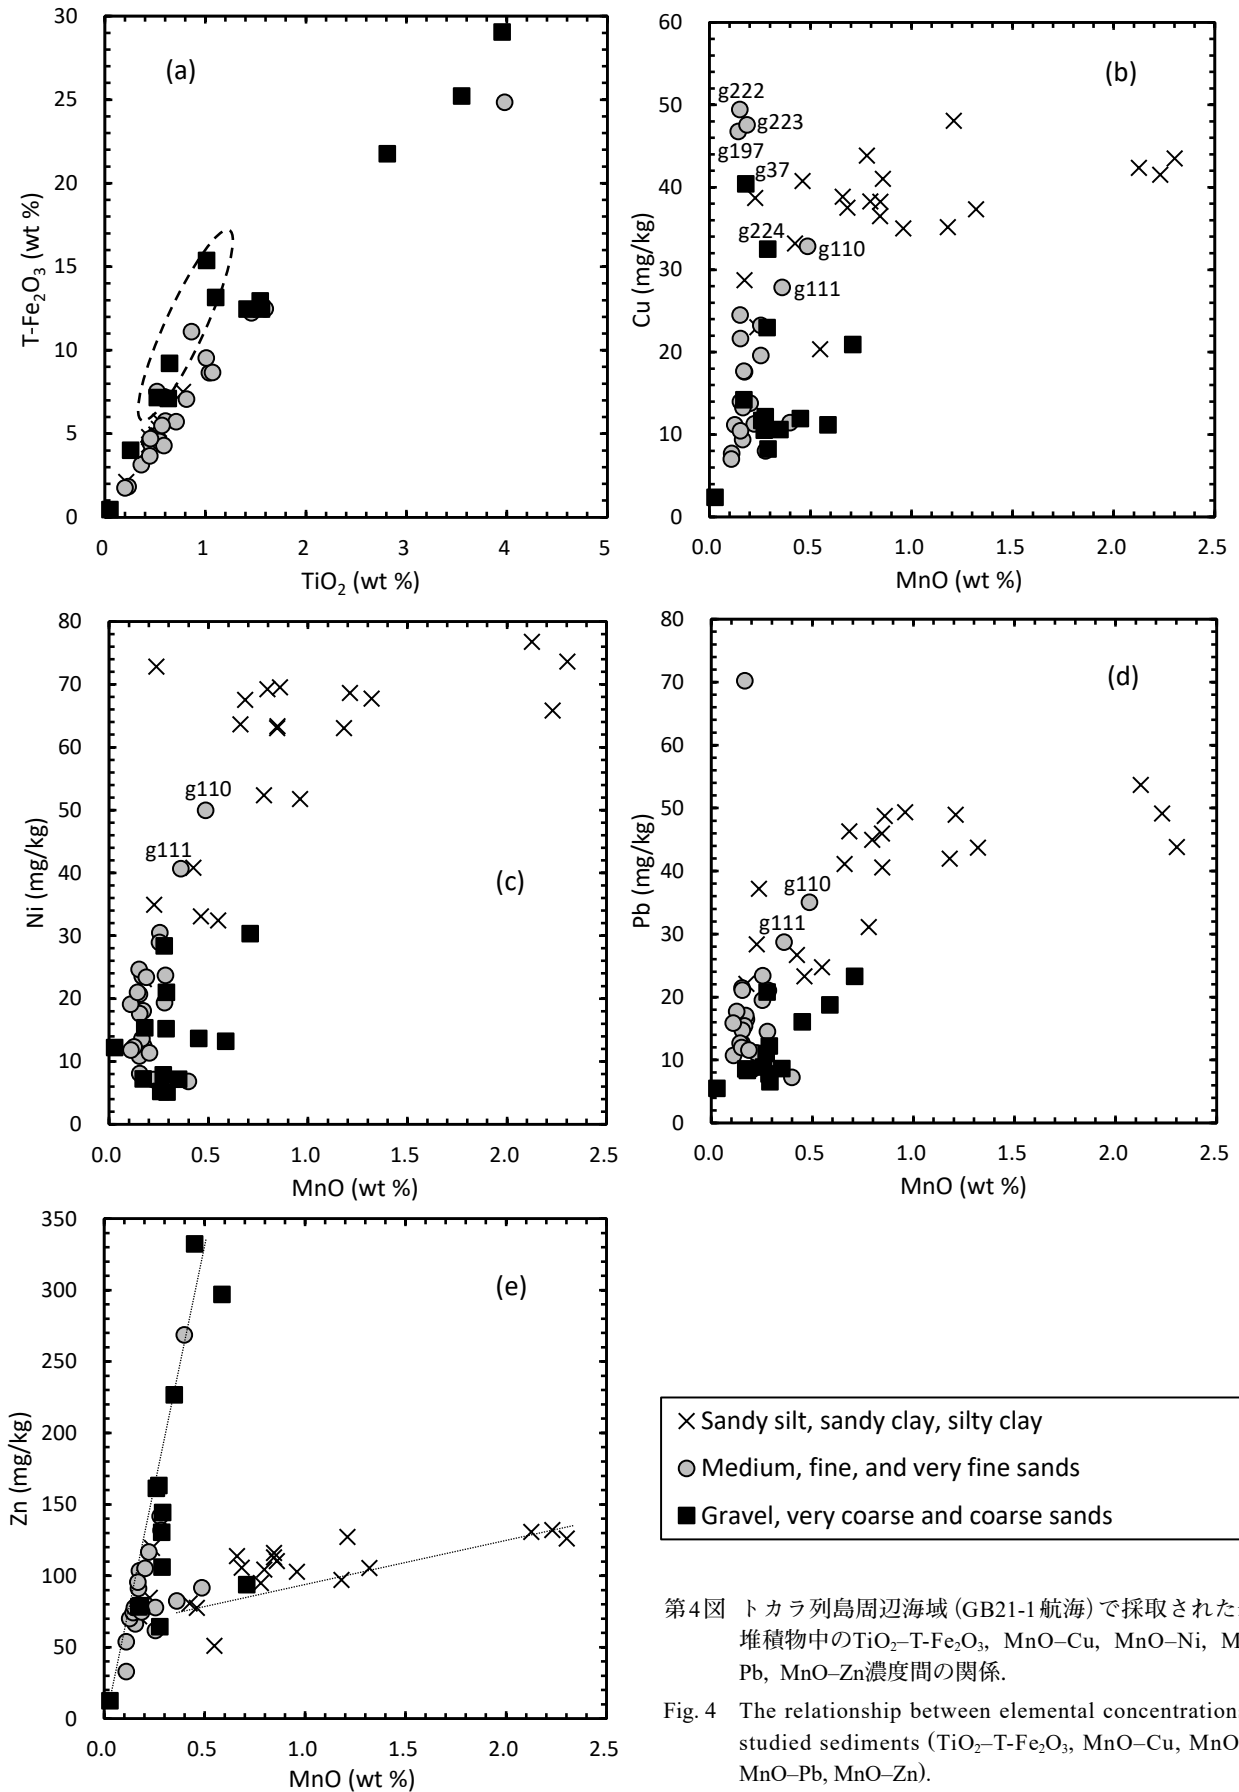 (a)
T-Fe₂O₃ (wt %)
30
25
20
15
10
5
0
0 1 2 3 4 5
TiO₂ (wt %)
(b)
Cu (mg/kg)
60
50
40
30
20
10
0
g222
g223
g197
g37
g224
g110
g111
0.0 0.5 1.0 1.5 2.0 2.5
MnO (wt %)
(c)
Ni (mg/kg)
80
70
60
50
40
30
20
10
0
g110
g111
0.0 0.5 1.0 1.5 2.0 2.5
MnO (wt %)
(d)
Pb (mg/kg)
80
70
60
50
40
30
20
10
0
g110
g111
0.0 0.5 1.0 1.5 2.0 2.5
MnO (wt %)
(e)
Zn (mg/kg)
350
300
250
200
150
100
50
0
0.0 0.5 1.0 1.5 2.0 2.5
MnO (wt %)
Sandy silt, sandy clay, silty clay
Medium, fine, and very fine sands
Gravel, very coarse and coarse sands
第4図 トカラ列島周辺海域 (GB21-1 航海) で採取された
堆積物中のTiO₂–T-Fe₂O₃, MnO–Cu, MnO–Ni, M
Pb, MnO–Zn濃度間の関係.
Fig. 4 The relationship between elemental concentration
studied sediments (TiO₂–T-Fe₂O₃, MnO–Cu, MnO
MnO–Pb, MnO–Zn).